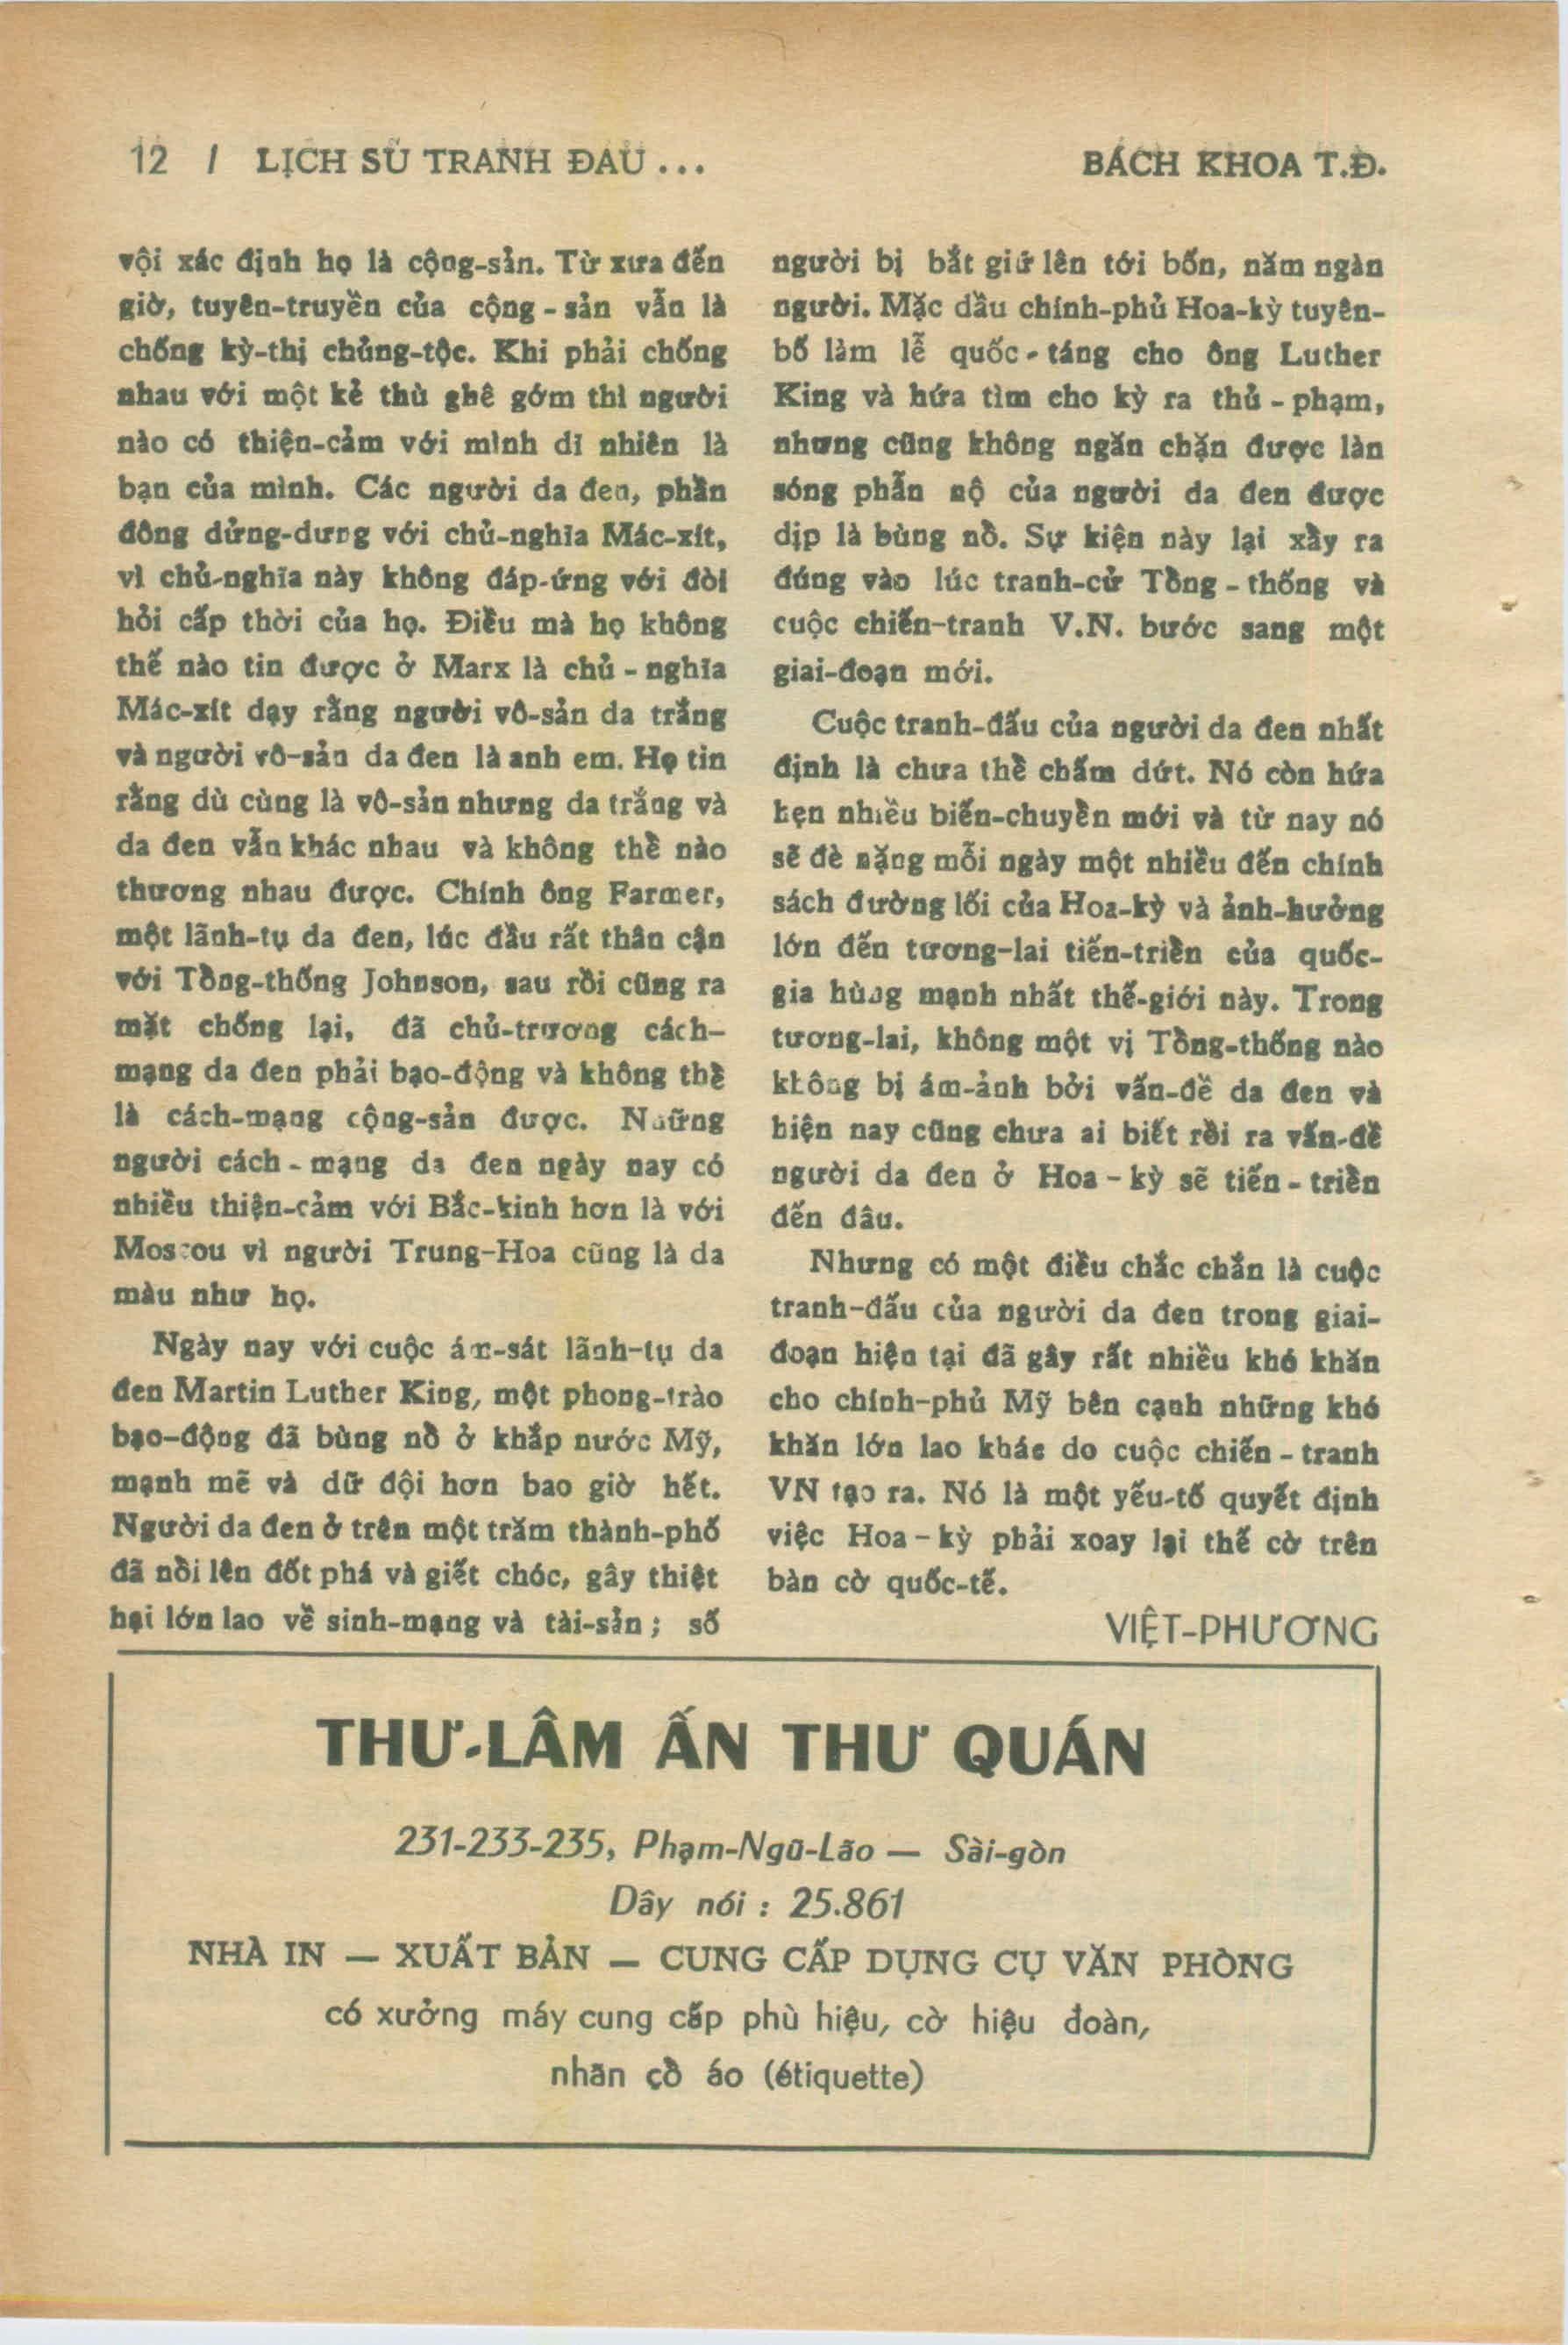 12 / LỊCH SỬ TRANH ĐẤU ...
BÁCH KHOA T.Đ.
vội xác định họ là cộng-sản. Từ xưa đến
giờ, tuyên-truyền của cộng-sản vẫn là
chống kỳ-thị chủng-tộc. Khi phải chống
nhau với một kẻ thù ghê gớm thì người
nào có thiện-cảm với mình dĩ nhiên là
bạn của mình. Các người da đen, phần
đông dửng-dưng với chủ-nghĩa Mác-xít,
vì chủ-nghĩa này không đáp-ứng với đòi
hỏi cấp thời của họ. Điều mà họ không
thế nào tin được ở Marx là chủ-nghĩa
Mác-xít dạy rằng người vô-sản da trắng
và người vô-sản da đen là anh em. Họ tin
rằng dù cùng là vô-sản nhưng da trắng và
da đen vẫn khác nhau và không thể nào
thương nhau được. Chính ông Farmer,
một lãnh-tụ da đen, lúc đầu rất thân cận
với Tổng-thống Johnson, sau rồi cũng ra
mặt chống lại, đã chủ-trương cách-
mạng da đen phải bạo-động và không thể
là cách-mạng cộng-sản được. Những
người cách-mạng da đen ngày nay có
nhiều thiện-cảm với Bắc-kinh hơn là với
Moscou vì người Trung-Hoa cũng là da
màu như họ.
Ngày nay với cuộc ám-sát lãnh-tụ da
đen Martin Luther King, một phong-trào
bạo-động đã bùng nổ ở khắp nước Mỹ,
mạnh mẽ và dữ dội hơn bao giờ hết.
Người da đen ở trên một trăm thành-phố
đã nổi lên đốt phá và giết chóc, gây thiệt
hại lớn lao về sinh-mạng và tài-sản ; số
người bị bắt giữ lên tới bốn, năm ngàn
người. Mặc dầu chính-phủ Hoa-kỳ tuyên-
bố làm lễ quốc-táng cho ông Luther
King và hứa tìm cho kỳ ra thủ-phạm,
nhưng cũng không ngăn chặn được làn
sóng phẫn nộ của người da đen được
dịp là bùng nổ. Sự kiện này lại xẩy ra
đúng vào lúc tranh-cử Tổng-thống và
cuộc chiến-tranh V.N. bước sang một
giai-đoạn mới.
Cuộc tranh-đấu của người da đen nhất
định là chưa thể chấm dứt. Nó còn hứa
hẹn nhiều biến-chuyển mới và từ nay nó
sẽ đè nặng mỗi ngày một nhiều đến chính
sách đường lối của Hoa-kỳ và ảnh-hưởng
lớn đến tương-lai tiến-triển của quốc-
gia hùng mạnh nhất thế-giới này. Trong
tương-lai, không một vị Tổng-thống nào
không bị ám-ảnh bởi vấn-đề da đen và
hiện nay cũng chưa ai biết rồi ra vấn-đề
người da đen ở Hoa-kỳ sẽ tiến-triển
đến đâu.
Nhưng có một điều chắc chắn là cuộc
tranh-đấu của người da đen trong giai-
đoạn hiện tại đã gây rất nhiều khó khăn
cho chính-phủ Mỹ bên cạnh những khó
khăn lớn lao khác do cuộc chiến-tranh
VN tạo ra. Nó là một yếu-tố quyết định
việc Hoa-kỳ phải xoay lại thế cờ trên
bàn cờ quốc-tế.
VIỆT-PHƯƠNG
THƯ-LÂM ẤN THƯ QUÁN
231-233-235, Phạm-Ngũ-Lão — Sài-gòn
Dây nói : 25.861
NHÀ IN — XUẤT BẢN — CUNG CẤP DỤNG CỤ VĂN PHÒNG
có xưởng máy cung cấp phù hiệu, cờ hiệu đoàn,
nhãn cổ áo (étiquette)